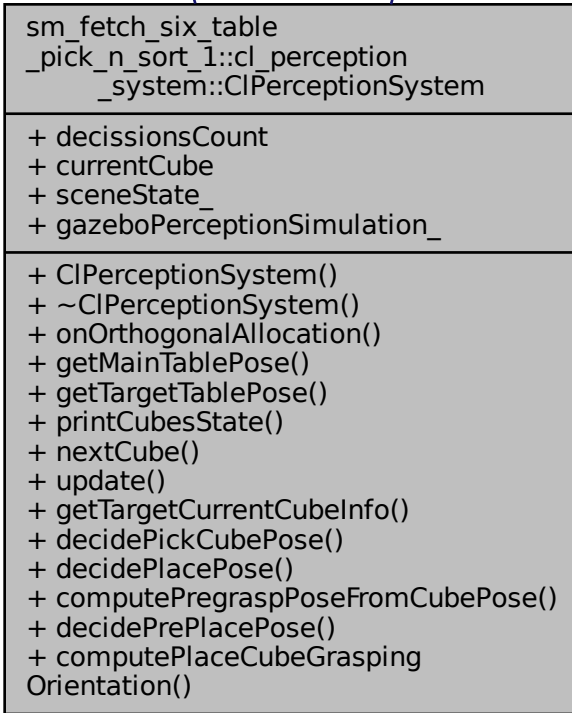 sm_fetch_six_table
_pick_n_sort_1::cl_perception
_system::ClPerceptionSystem
+ decissionsCount
+ currentCube
+ sceneState_
+ gazeboPerceptionSimulation_
+ ClPerceptionSystem()
+ ~ClPerceptionSystem()
+ onOrthogonalAllocation()
+ getMainTablePose()
+ getTargetTablePose()
+ printCubesState()
+ nextCube()
+ update()
+ getTargetCurrentCubeInfo()
+ decidePickCubePose()
+ decidePlacePose()
+ computePregraspPoseFromCubePose()
+ decidePrePlacePose()
+ computePlaceCubeGrasping
Orientation()